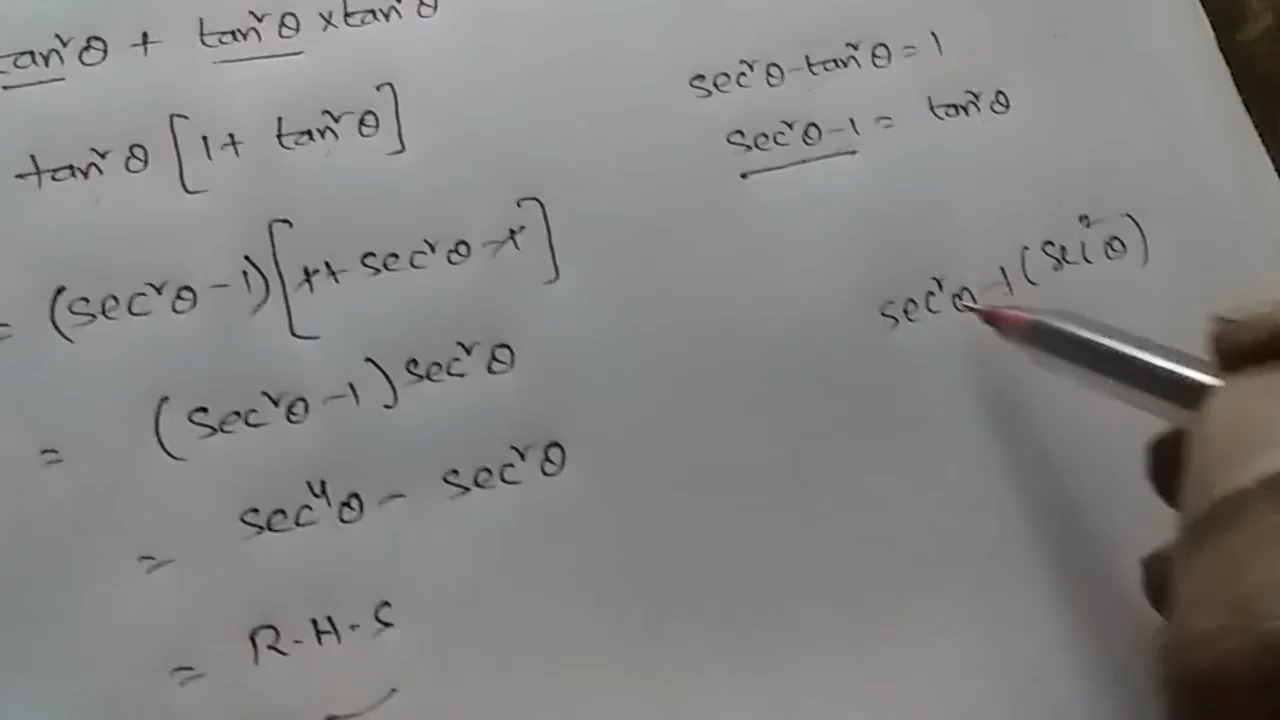 tan²θ + tan²θ × tan²θ
tan²θ [1 + tan²θ]
= (sec²θ - 1) [1 + sec²θ - 1]
= (sec²θ - 1) sec²θ
= sec⁴θ - sec²θ
= R.H.S
sec²θ - tan²θ = 1
sec²θ - 1 = tan²θ
sec²θ - 1 (sec²θ)